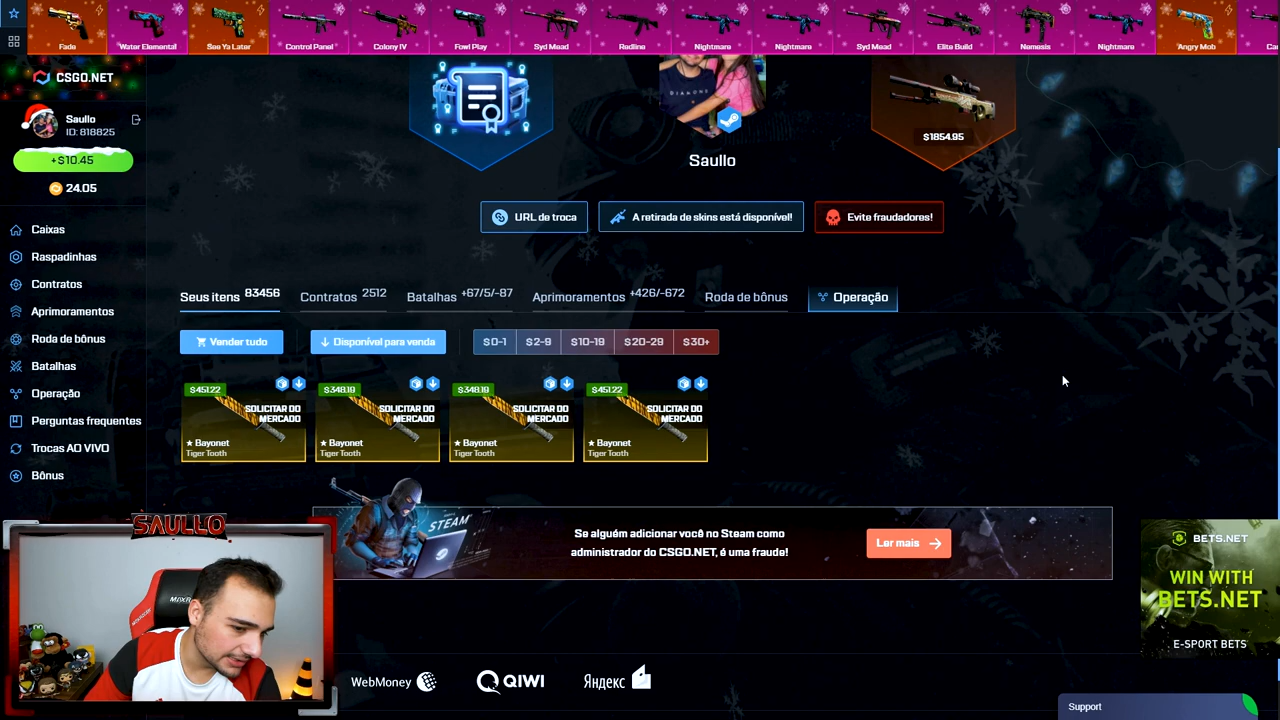 Fade
Water Elemental
See Ya Later
Control Panel
Colony IV
Fowl Play
Syd Mead
Redline
Nightmare
Nightmare
Syd Mead
Elite Build
Nemesis
Nightmare
Angry Mob
CSGO.NET
Saullo
ID: 818825
+$10.45
24.05
Caixas
Raspadinhas
Contratos
Aprimoramentos
Roda de bônus
Batalhas
Operação
Perguntas frequentes
Trocas AO VIVO
Bônus
DIAMOND
$1854.95
Saullo
URL de troca
A retirada de skins está disponível!
Evite fraudadores!
Seus itens 83456
Contratos 2512
Batalhas +67/5/-87
Aprimoramentos +426/-672
Roda de bônus
Operação
Vender tudo
Disponível para venda
$0-1
$2-9
$10-19
$20-29
$30+
$451.22
SOLICITAR DO
MERCADO
★ Bayonet
Tiger Tooth
$348.19
SOLICITAR DO
MERCADO
★ Bayonet
Tiger Tooth
$348.19
SOLICITAR DO
MERCADO
★ Bayonet
Tiger Tooth
$451.22
SOLICITAR DO
MERCADO
★ Bayonet
Tiger Tooth
STEAM
Se alguém adicionar você no Steam como
administrador do CSGO.NET, é uma fraude!
Ler mais
SAULLO
BETS.NET
WIN WITH
BETS.NET
E-SPORT BETS
WebMoney
QIWI
Яндекс
Support